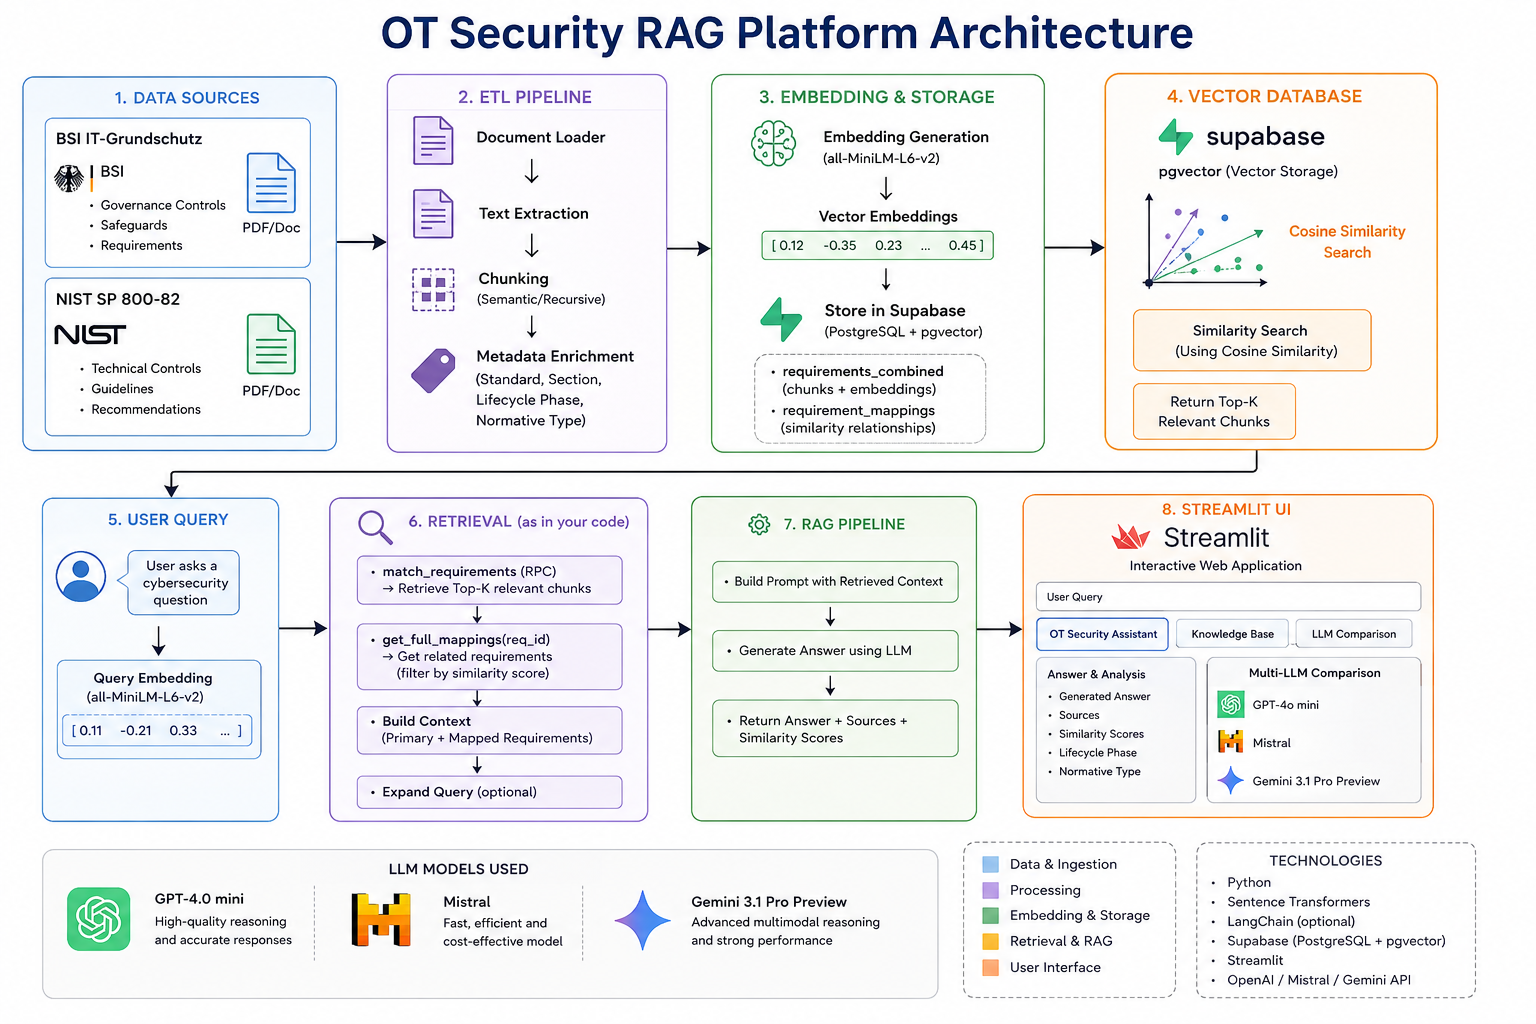 OT Security RAG Platform Architecture
1. DATA SOURCES
BSI IT-Grundschutz
BSI
• Governance Controls
• Safeguards
• Requirements
PDF/Doc
NIST SP 800-82
NIST
• Technical Controls
• Guidelines
• Recommendations
PDF/Doc
2. ETL PIPELINE
Document Loader
Text Extraction
Chunking
(Semantic/Recursive)
Metadata Enrichment
(Standard, Section,
Lifecycle Phase,
Normative Type)
3. EMBEDDING & STORAGE
Embedding Generation
(all-MiniLM-L6-v2)
Vector Embeddings
[ 0.12 -0.35 0.23 ... 0.45 ]
Store in Supabase
(PostgreSQL + pgvector)
• requirements_combined
(chunks + embeddings)
• requirement_mappings
(similarity relationships)
4. VECTOR DATABASE
supabase
pgvector (Vector Storage)
Cosine Similarity
Search
Similarity Search
(Using Cosine Similarity)
Return Top-K
Relevant Chunks
5. USER QUERY
User asks a
cybersecurity
question
Query Embedding
(all-MiniLM-L6-v2)
[ 0.11 -0.21 0.33 ... ]
6. RETRIEVAL (as in your code)
• match_requirements (RPC)
→ Retrieve Top-K relevant chunks
• get_full_mappings(req_id)
→ Get related requirements
(filter by similarity score)
• Build Context
(Primary + Mapped Requirements)
• Expand Query (optional)
7. RAG PIPELINE
• Build Prompt with Retrieved Context
• Generate Answer using LLM
• Return Answer + Sources +
Similarity Scores
8. STREAMLIT UI
Streamlit
Interactive Web Application
User Query
OT Security Assistant
Knowledge Base
LLM Comparison
Answer & Analysis
• Generated Answer
• Sources
• Similarity Scores
• Lifecycle Phase
• Normative Type
Multi-LLM Comparison
GPT-4o mini
Mistral
Gemini 3.1 Pro Preview
LLM MODELS USED
GPT-4.0 mini
High-quality reasoning
and accurate responses
Mistral
Fast, efficient and
cost-effective model
Gemini 3.1 Pro Preview
Advanced multimodal reasoning
and strong performance
Data & Ingestion
Processing
Embedding & Storage
Retrieval & RAG
User Interface
TECHNOLOGIES
• Python
• Sentence Transformers
• LangChain (optional)
• Supabase (PostgreSQL + pgvector)
• Streamlit
• OpenAI / Mistral / Gemini API